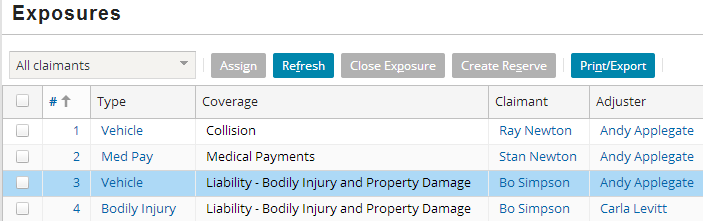 Exposures
All claimants Assign Refresh Close Exposure Create Reserve Print/Export
# Type Coverage Claimant Adjuster
1 Vehicle Collision Ray Newton Andy Applegate
2 Med Pay Medical Payments Stan Newton Andy Applegate
3 Vehicle Liability - Bodily Injury and Property Damage Bo Simpson Andy Applegate
4 Bodily Injury Liability - Bodily Injury and Property Damage Bo Simpson Carla Levitt